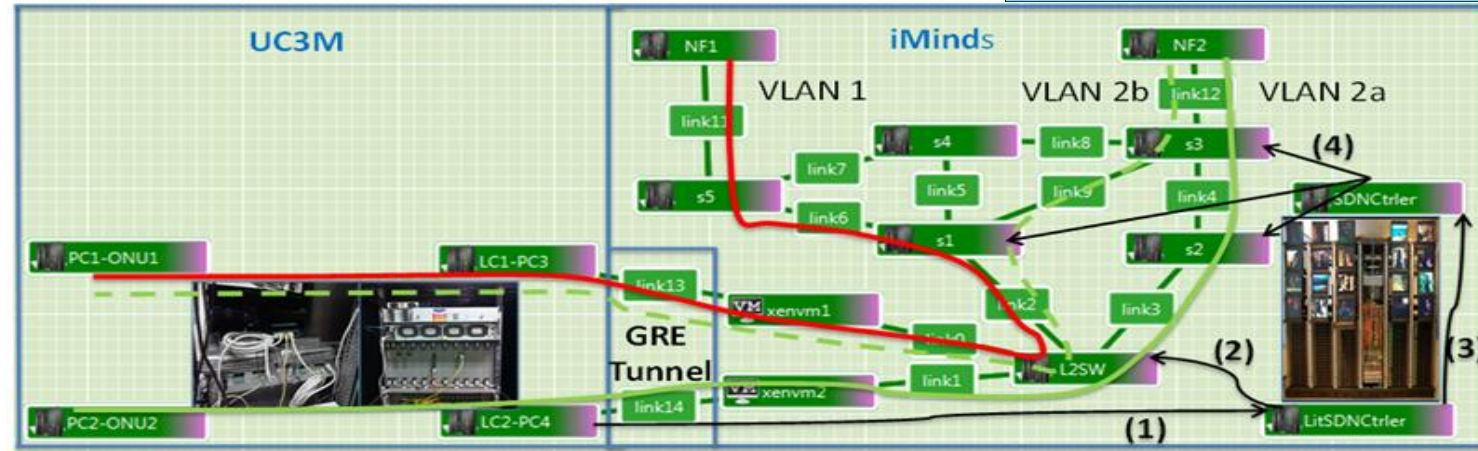 UC3M
iMinds
NF1
NF2
VLAN 1
VLAN 2b
link12
VLAN 2a
link11
s4
link8
s3
(4)
link7
s5
link5
link9
link4
SDNCtrler
link6
s1
s2
PC1-ONU1
LC1-PC3
link13
link2
link3
VM
xenvm1
GRE
link0
(2)
(3)
Tunnel
L2SW
link1
VM
xenvm2
link14
PC2-ONU2
LC2-PC4
(1)
LitSDNCtrler